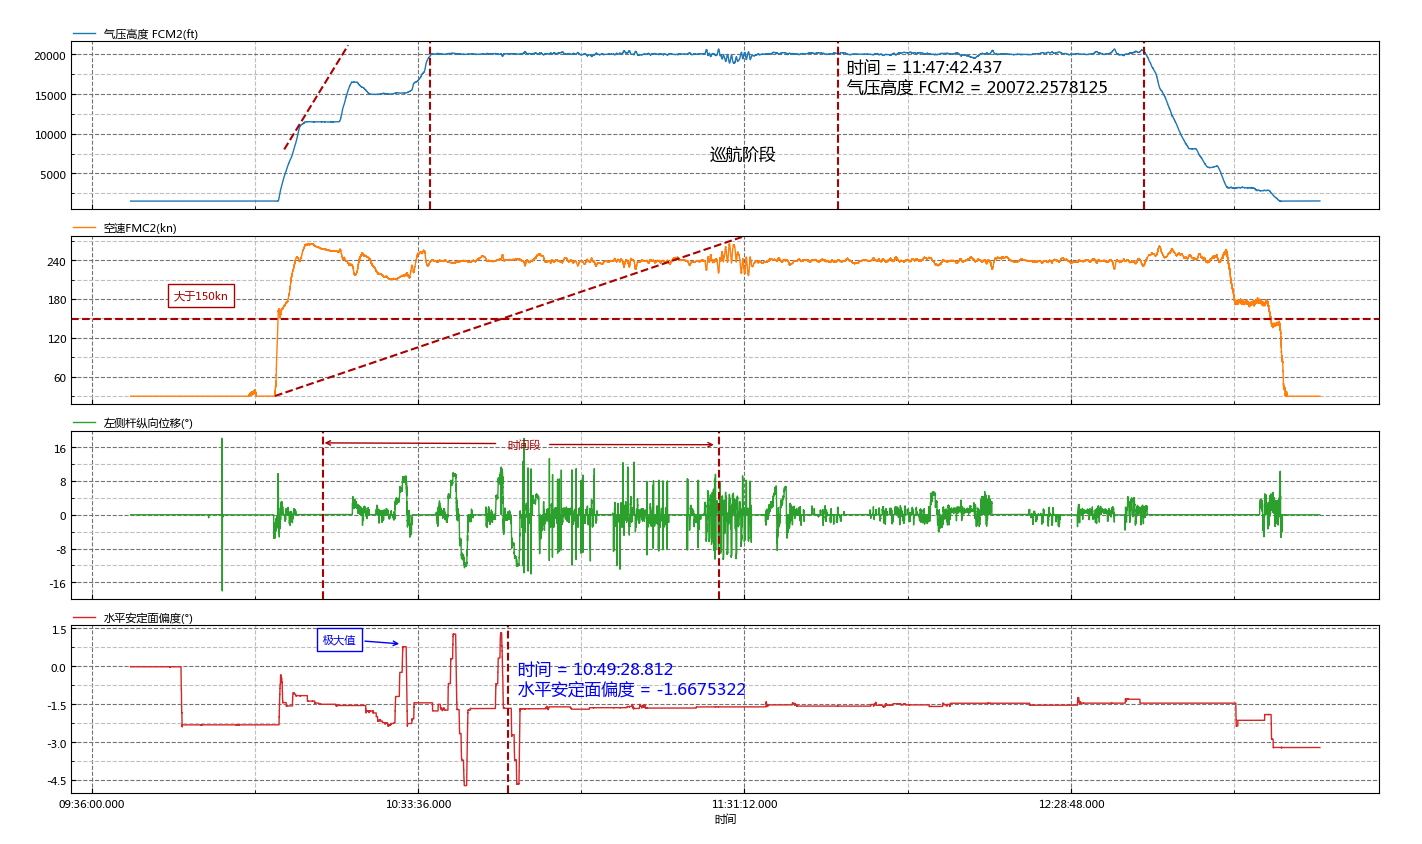 气压高度 FCM2(ft)
20000
15000
10000
5000
时间 = 11:47:42.437
气压高度 FCM2 = 20072.2578125
巡航阶段
空速FMC2(kn)
240
180
120
60
大于150kn
左侧杆纵向位移(°)
16
8
0
-8
-16
时间段
水平安定面偏度(°)
1.5
0.0
-1.5
-3.0
-4.5
极大值
时间 = 10:49:28.812
水平安定面偏度 = -1.6675322
09:36:00.000
10:33:36.000
11:31:12.000
12:28:48.000
时间